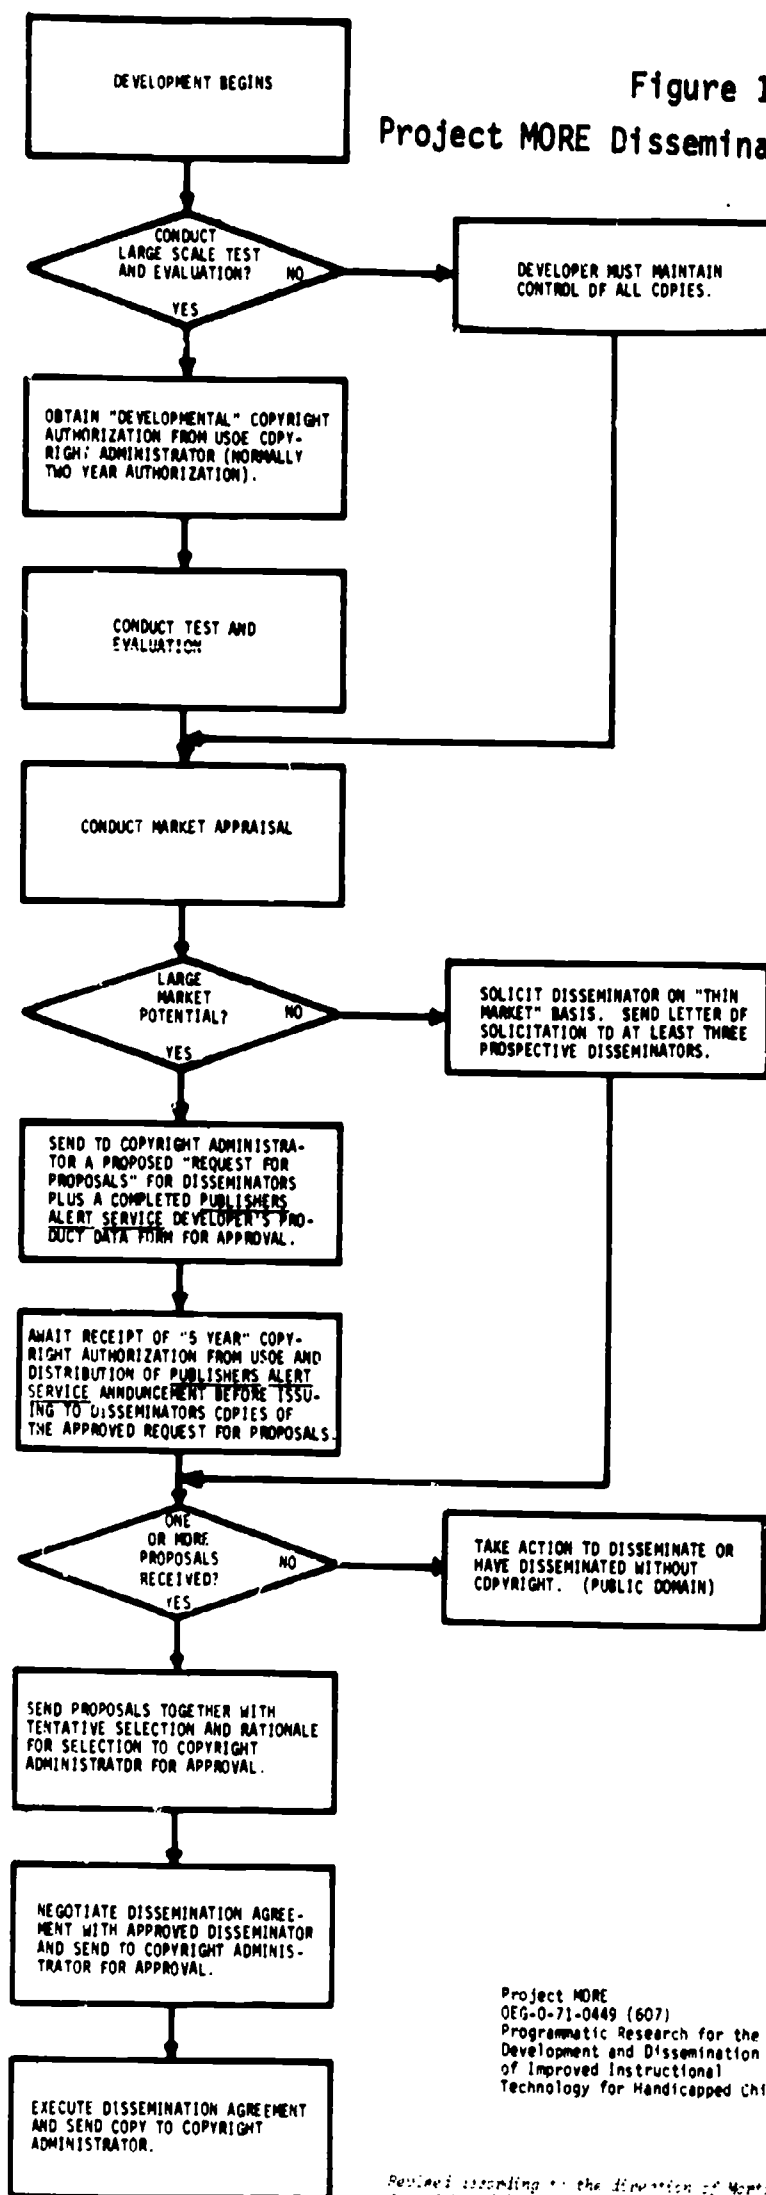 DEVELOPMENT BEGINS
Figure 1
Project MORE Dissemina
CONDUCT
LARGE SCALE TEST
AND EVALUATION?
NO
YES
DEVELOPER MUST MAINTAIN
CONTROL OF ALL COPIES.
OBTAIN "DEVELOPMENTAL" COPYRIGHT
AUTHORIZATION FROM USOE COPY-
RIGHT ADMINISTRATOR (NORMALLY
TWO YEAR AUTHORIZATION).
CONDUCT TEST AND
EVALUATION
CONDUCT MARKET APPRAISAL
LARGE
MARKET
POTENTIAL?
NO
YES
SOLICIT DISSEMINATOR ON "THIN
MARKET" BASIS. SEND LETTER OF
SOLICITATION TO AT LEAST THREE
PROSPECTIVE DISSEMINATORS.
SEND TO COPYRIGHT ADMINISTRA-
TOR A PROPOSED "REQUEST FOR
PROPOSALS" FOR DISSEMINATORS
PLUS A COMPLETED PUBLISHERS
ALERT SERVICE DEVELOPER'S PRO-
DUCT DATA FORM FOR APPROVAL.
AWAIT RECEIPT OF "5 YEAR" COPY-
RIGHT AUTHORIZATION FROM USOE AND
DISTRIBUTION OF PUBLISHERS ALERT
SERVICE ANNOUNCEMENT BEFORE ISSU-
ING TO DISSEMINATORS COPIES OF
THE APPROVED REQUEST FOR PROPOSALS.
ONE
OR MORE
PROPOSALS
RECEIVED?
NO
YES
TAKE ACTION TO DISSEMINATE OR
HAVE DISSEMINATED WITHOUT
COPYRIGHT. (PUBLIC DOMAIN)
SEND PROPOSALS TOGETHER WITH
TENTATIVE SELECTION AND RATIONALE
FOR SELECTION TO COPYRIGHT
ADMINISTRATOR FOR APPROVAL.
NEGOTIATE DISSEMINATION AGREE-
MENT WITH APPROVED DISSEMINATOR
AND SEND TO COPYRIGHT ADMINIS-
TRATOR FOR APPROVAL.
EXECUTE DISSEMINATION AGREEMENT
AND SEND COPY TO COPYRIGHT
ADMINISTRATOR.
Project MORE
OEG-0-71-0449 (607)
Programmatic Research for the
Development and Dissemination
of Improved Instructional
Technology for Handicapped Chi
Revised according to the direction of